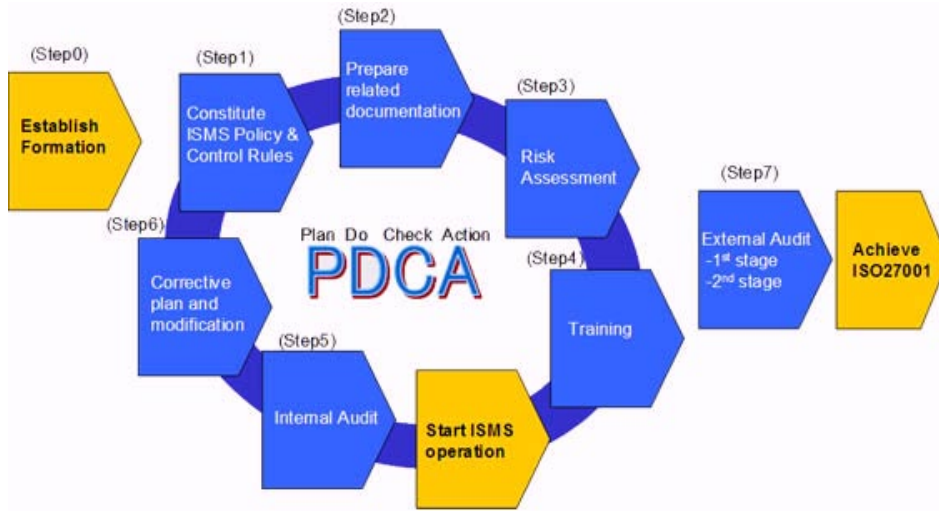 (Step0)
Establish
Formation
(Step1)
Constitute
ISMS Policy &
Control Rules
(Step2)
Prepare
related
documentation
(Step3)
Risk
Assessment
(Step4)
Training
Start ISMS
operation
(Step5)
Internal Audit
(Step6)
Corrective
plan and
modification
Plan Do Check Action
PDCA
(Step7)
External Audit
-1st stage
-2nd stage
Achieve
ISO27001